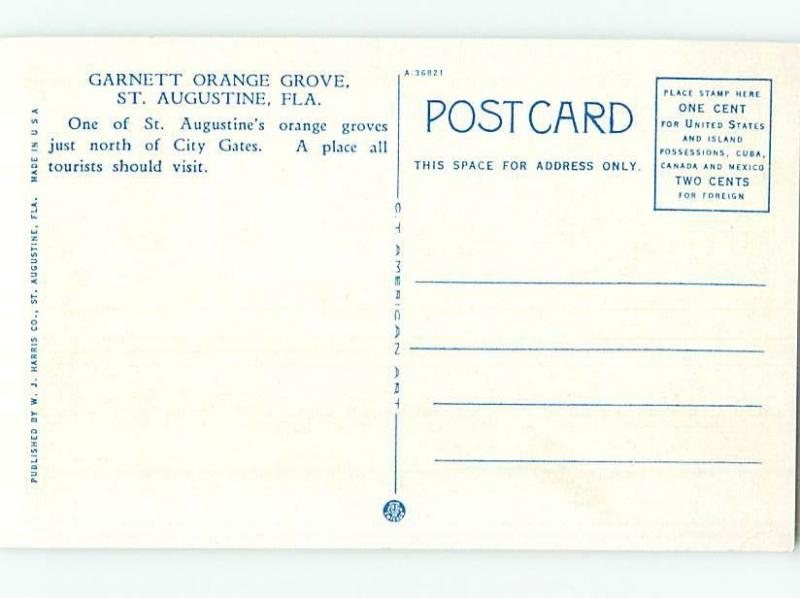 GARNETT ORANGE GROVE,
ST. AUGUSTINE, FLA.
One of St. Augustine's orange groves
just north of City Gates. A place all
tourists should visit.
PUBLISHED BY W. J. HARRIS CO., ST. AUGUSTINE, FLA. MADE IN U S A
A-36821
POST CARD
THIS SPACE FOR ADDRESS ONLY.
PLACE STAMP HERE
ONE CENT
FOR UNITED STATES
AND ISLAND
POSSESSIONS, CUBA,
CANADA AND MEXICO
TWO CENTS
FOR FOREIGN
C. T. AMERICAN ART